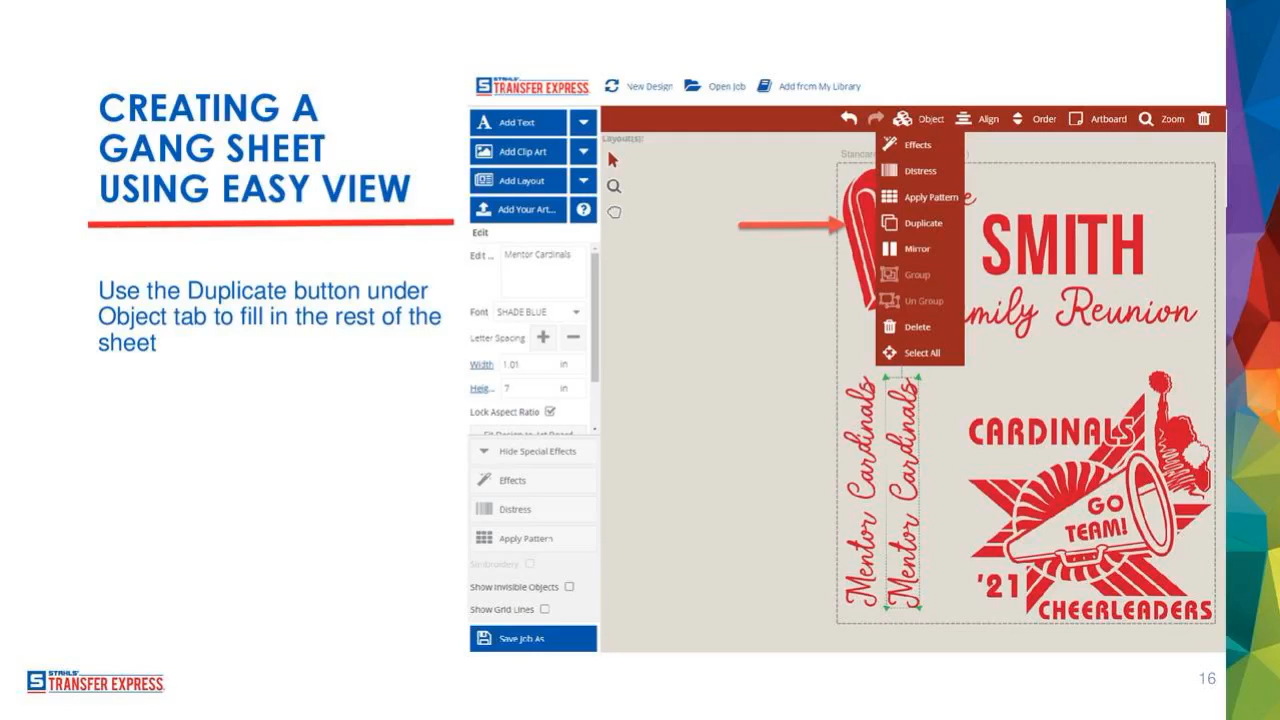 CREATING A
GANG SHEET
USING EASY VIEW
Use the Duplicate button under
Object tab to fill in the rest of the
sheet
STAHLS'
TRANSFER EXPRESS
New Design
Open Job
Add from My Library
Add Text
Add Clip Art
Add Layout
Add Your Art...
?
Edit
Edit ...
Mentor Cardinals
Font
SHADE BLUE
Letter Spacing
Width
1.01
in
Heig...
7
in
Lock Aspect Ratio
Hide Special Effects
Effects
Distress
Apply Pattern
Show Invisible Objects
Show Grid Lines
Save Job As
Object
Align
Order
Artboard
Zoom
Layout(s):
Effects
Distress
Apply Pattern
Duplicate
Mirror
Group
Un Group
Delete
Select All
SMITH
mily Reunion
Mentor Cardinals
Mentor Cardinals
CARDINALS
GO
TEAM!
'21
CHEERLEADERS
STAHLS'
TRANSFER EXPRESS
16